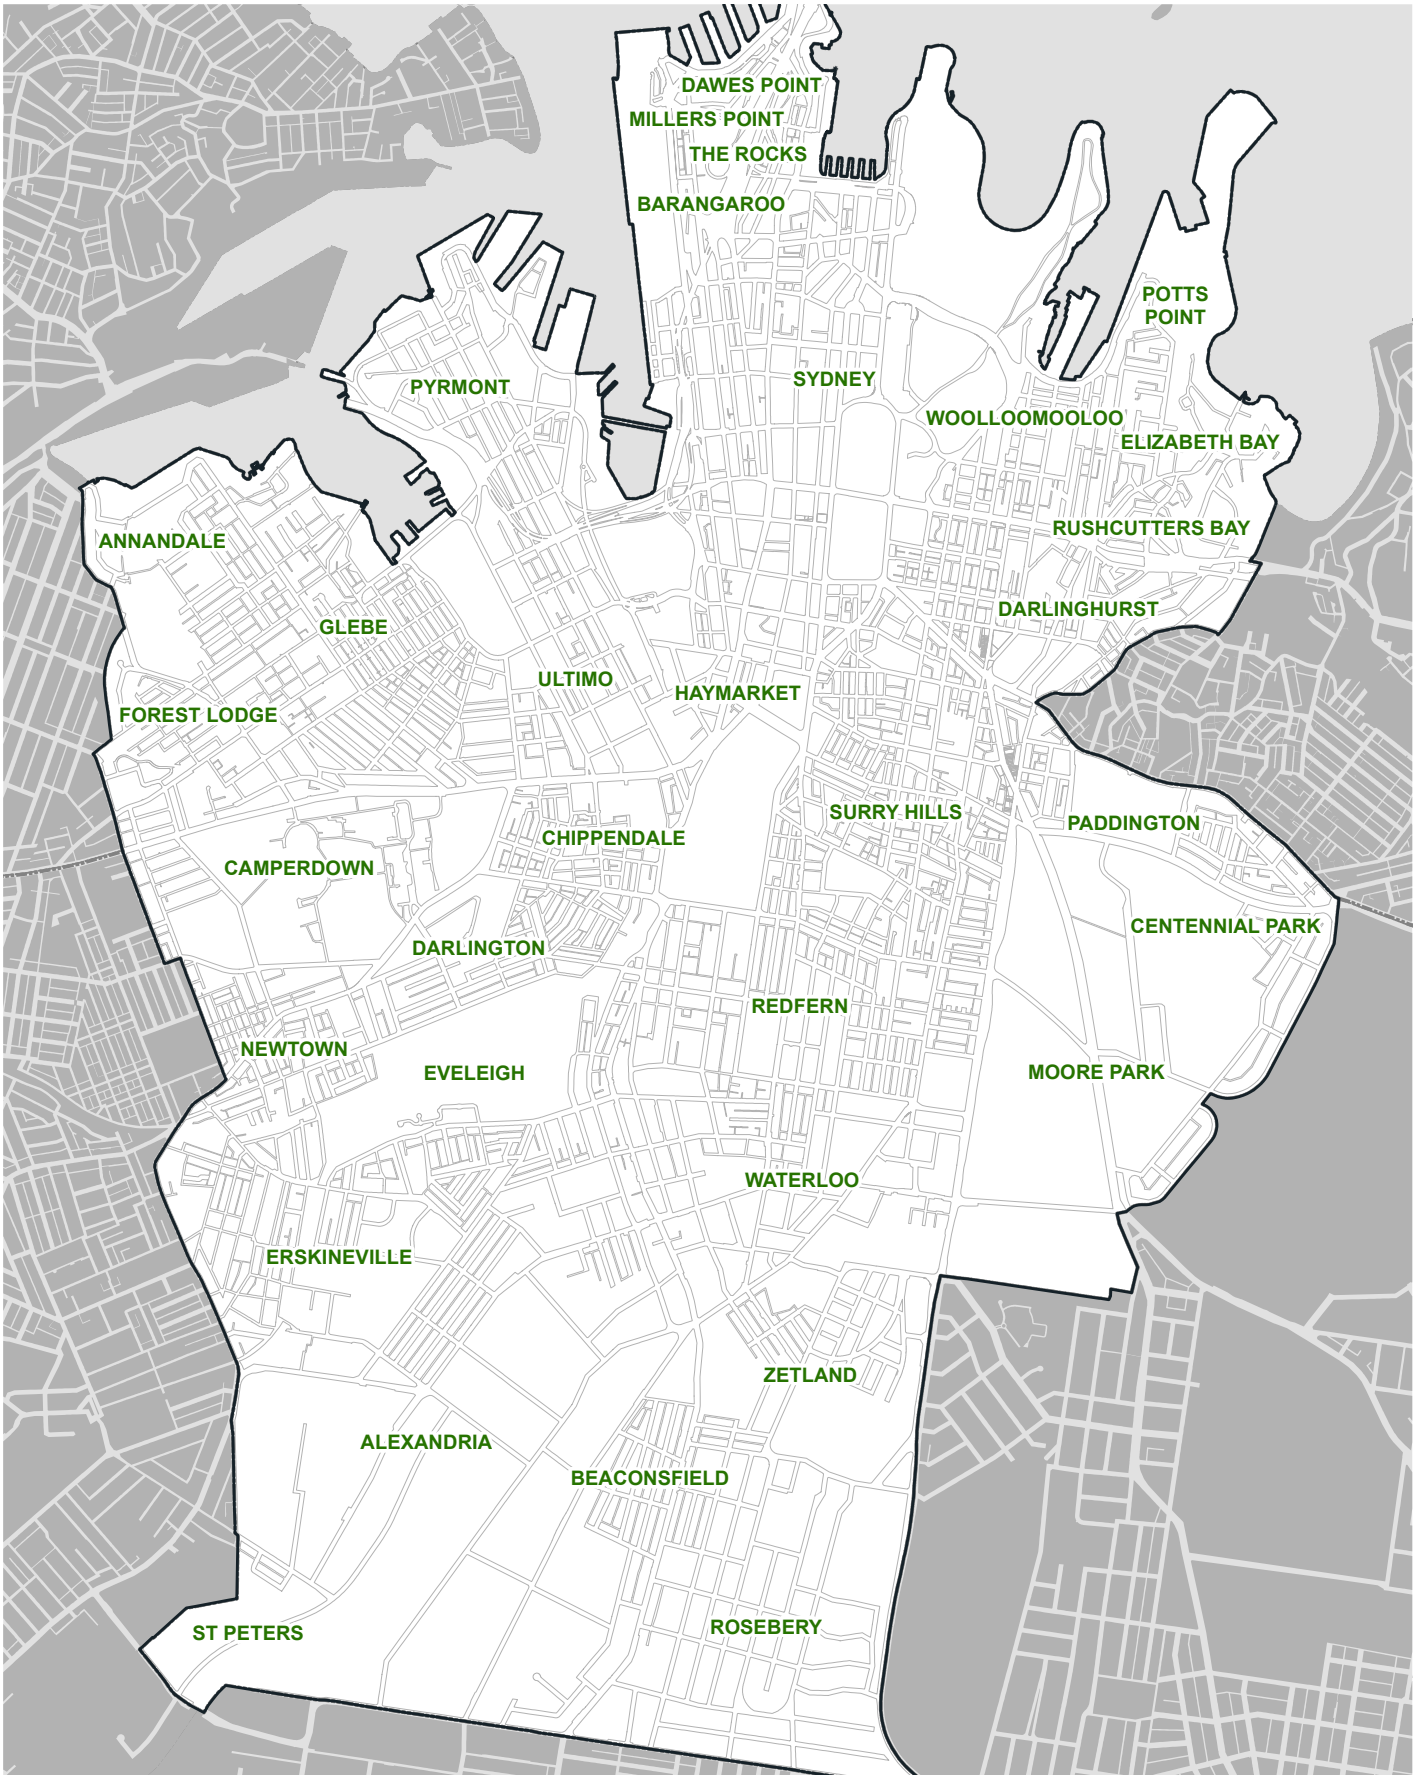 DAWES POINT
MILLERS POINT
THE ROCKS
BARANGAROO
POTTS
POINT
SYDNEY
PYRMONT
WOOLLOOMOOLOO
ELIZABETH BAY
RUSHCUTTERS BAY
ANNANDALE
DARLINGHURST
GLEBE
ULTIMO
HAYMARKET
FOREST LODGE
SURRY HILLS
PADDINGTON
CHIPPENDALE
CAMPERDOWN
CENTENNIAL PARK
DARLINGTON
REDFERN
NEWTOWN
MOORE PARK
EVELEIGH
WATERLOO
ERSKINEVILLE
ZETLAND
ALEXANDRIA
BEACONSFIELD
ROSEBERY
ST PETERS